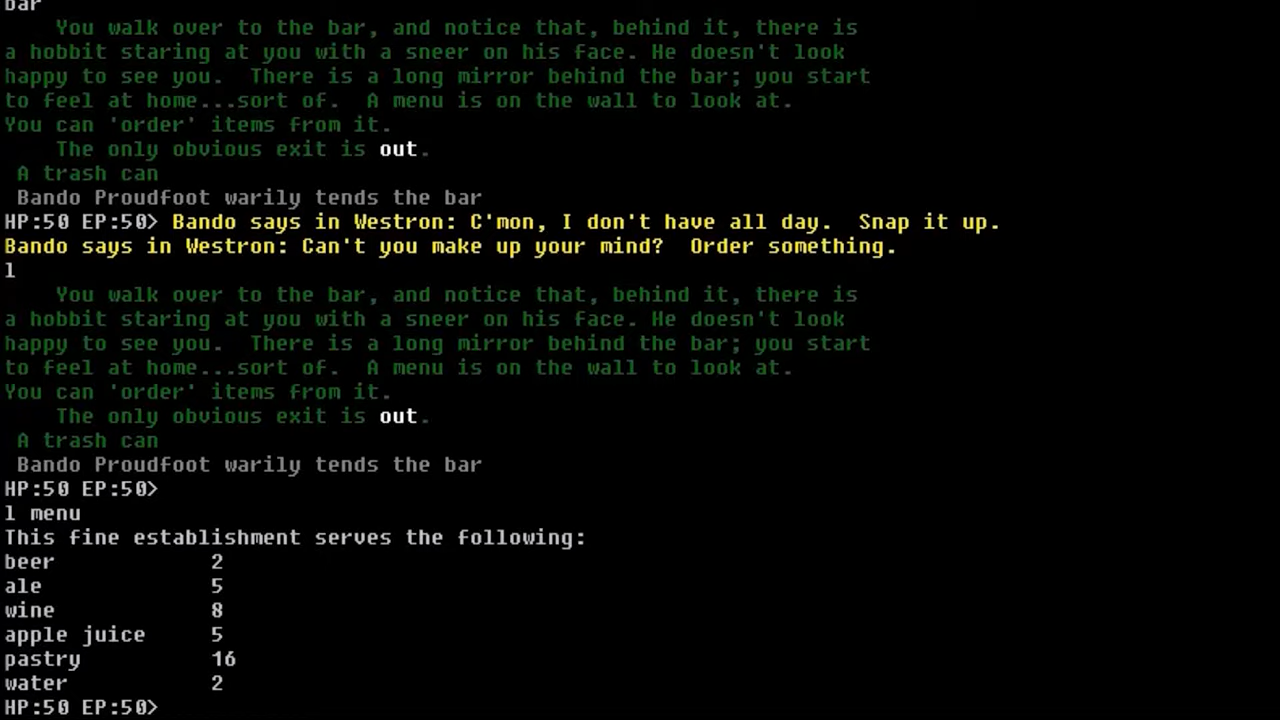 bar
You walk over to the bar, and notice that, behind it, there is
a hobbit staring at you with a sneer on his face. He doesn't look
happy to see you.  There is a long mirror behind the bar; you start
to feel at home...sort of.  A menu is on the wall to look at.
You can 'order' items from it.
The only obvious exit is out.
A trash can
Bando Proudfoot warily tends the bar
HP:50 EP:50> Bando says in Westron: C'mon, I don't have all day.  Snap it up.
Bando says in Westron: Can't you make up your mind?  Order something.
l
You walk over to the bar, and notice that, behind it, there is
a hobbit staring at you with a sneer on his face. He doesn't look
happy to see you.  There is a long mirror behind the bar; you start
to feel at home...sort of.  A menu is on the wall to look at.
You can 'order' items from it.
The only obvious exit is out.
A trash can
Bando Proudfoot warily tends the bar
HP:50 EP:50>
l menu
This fine establishment serves the following:
beer 2
ale 5
wine 8
apple juice 5
pastry 16
water 2
HP:50 EP:50>